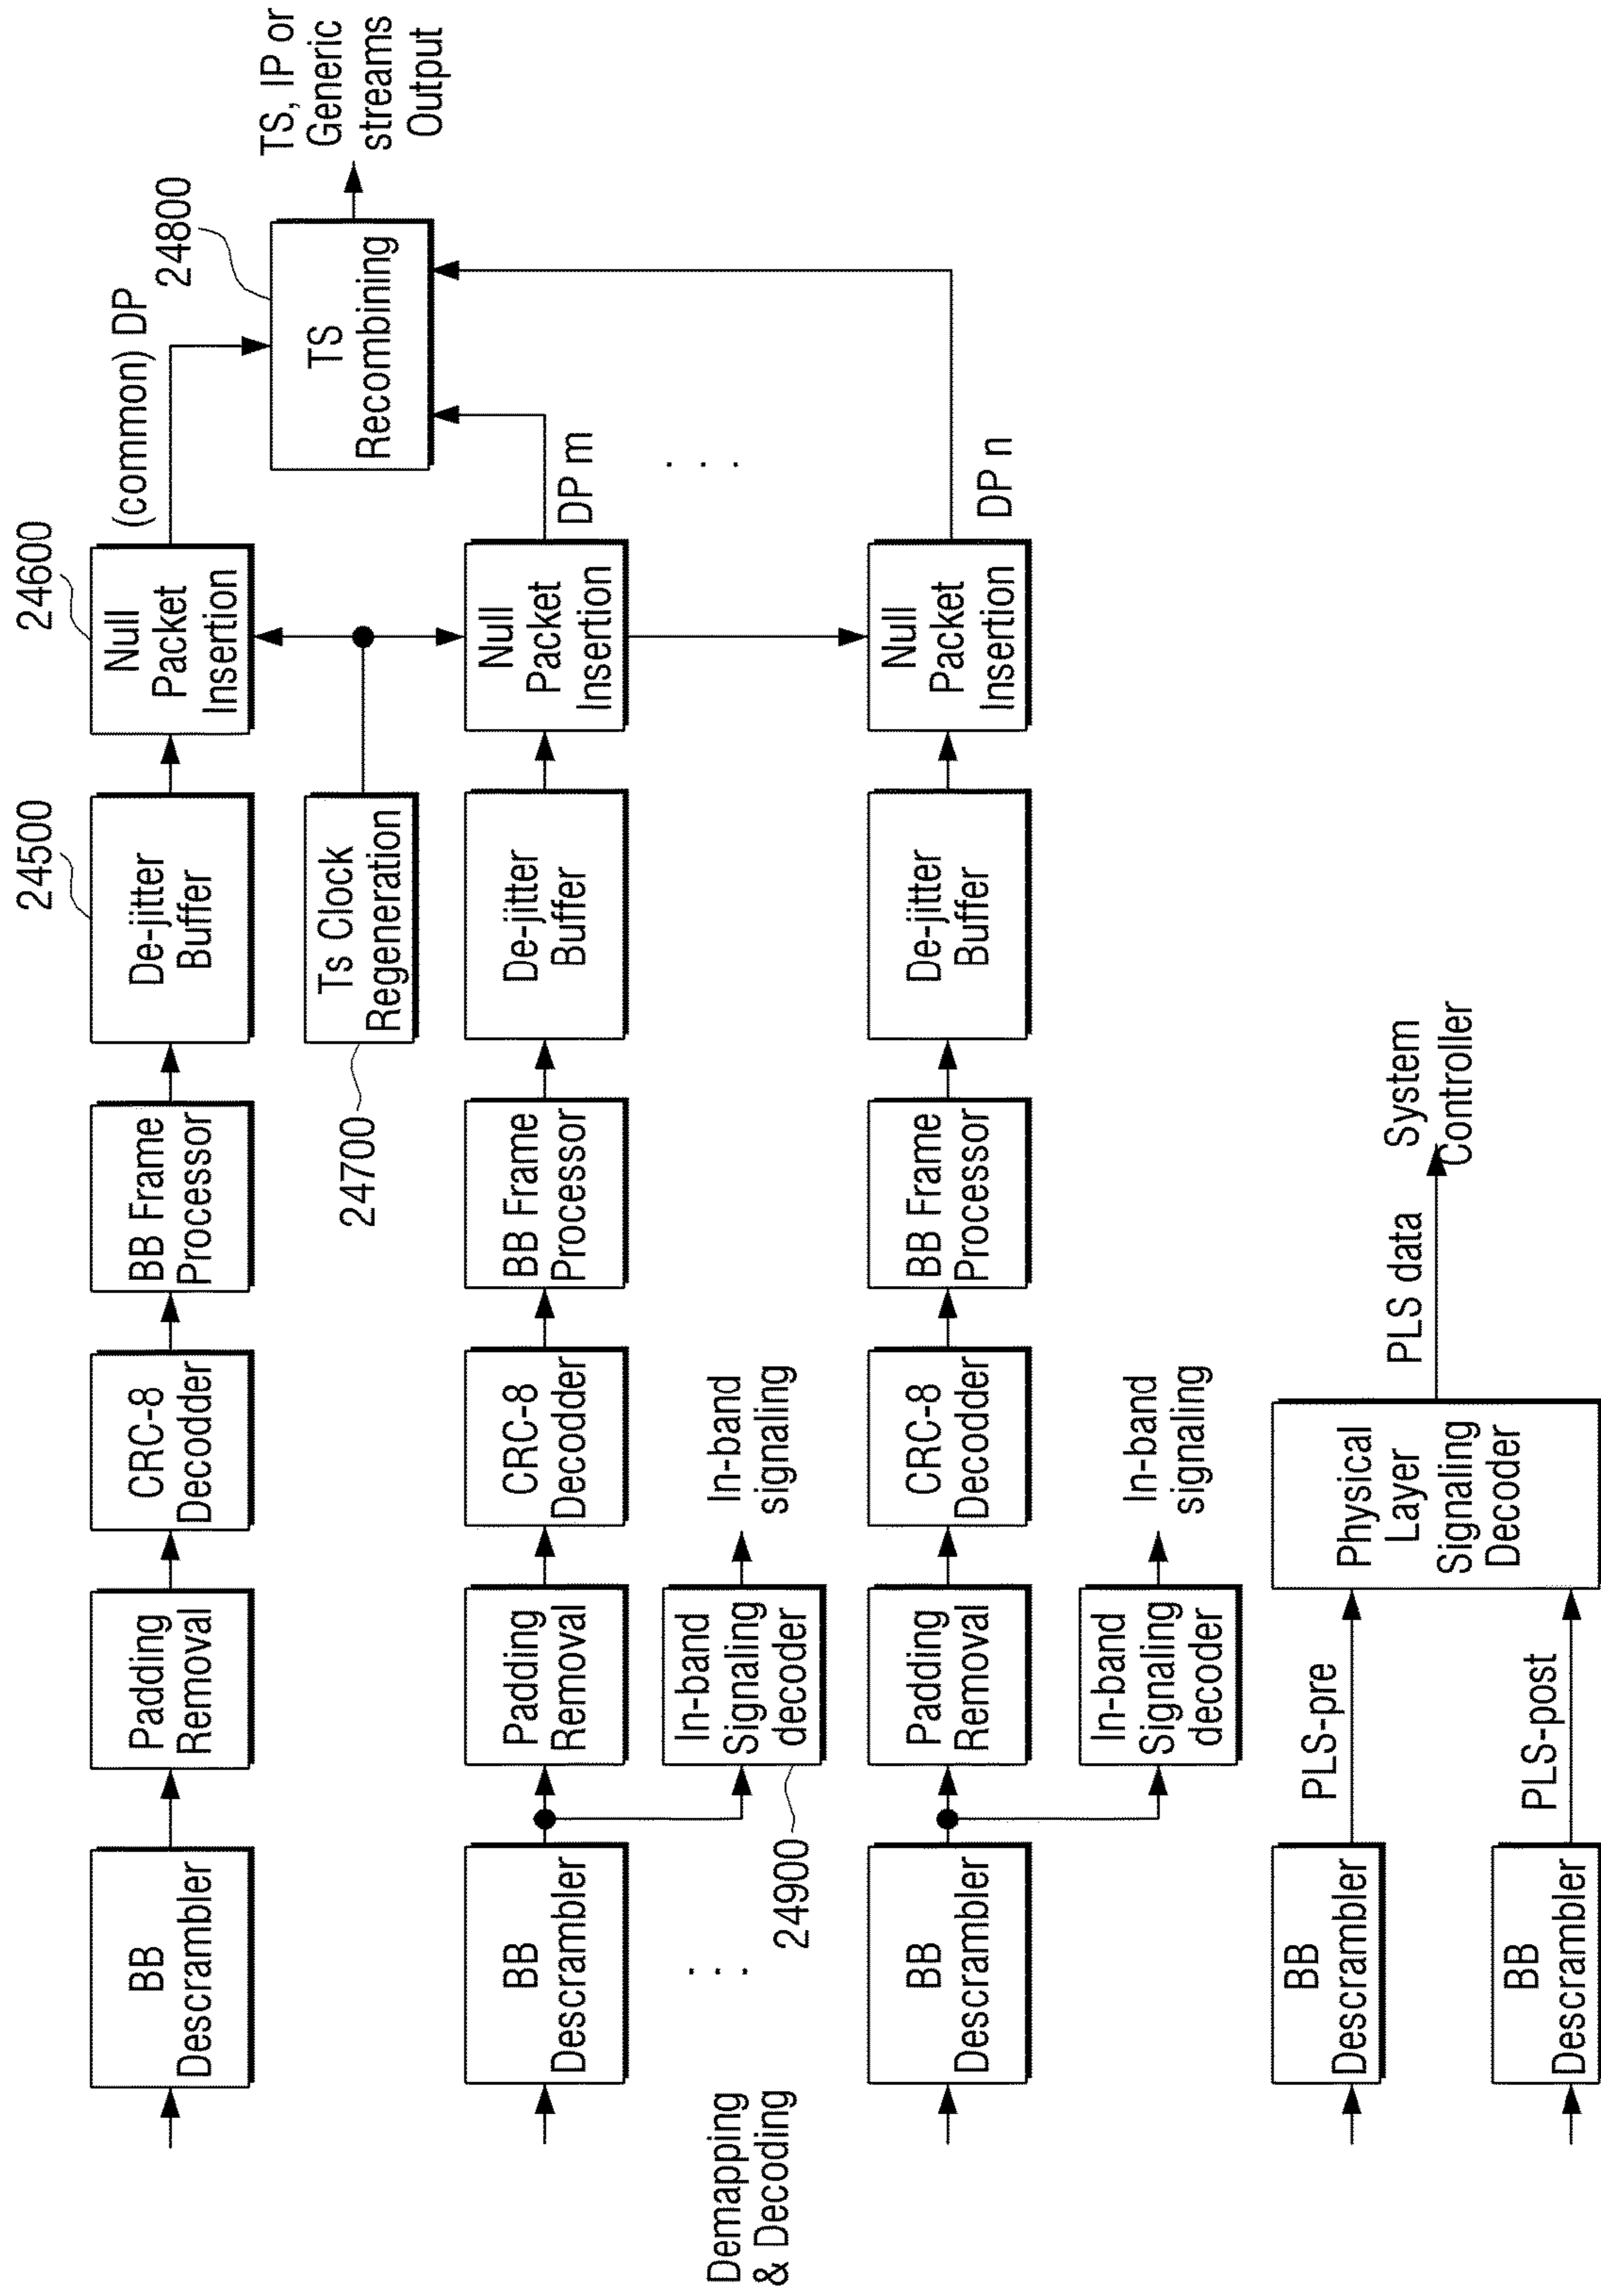 BB
Descrambler
Padding
Removal
CRC-8
Decodder
BB Frame
Processor
24500
De-jitter
Buffer
24600
Null
Packet
Insertion
(common) DP
24800
TS
Recombining
TS, IP or
Generic
streams
Output
24700
Ts Clock
Regeneration
BB
Descrambler
Padding
Removal
CRC-8
Decodder
BB Frame
Processor
De-jitter
Buffer
Null
Packet
Insertion
DP m
24900
In-band
Signaling
decoder
In-band
signaling
. . .
. . .
Demapping
& Decoding
BB
Descrambler
Padding
Removal
CRC-8
Decodder
BB Frame
Processor
De-jitter
Buffer
Null
Packet
Insertion
DP n
In-band
Signaling
decoder
In-band
signaling
BB
Descrambler
PLS-pre
Physical
Layer
Signaling
Decoder
PLS data
System
Controller
BB
Descrambler
PLS-post